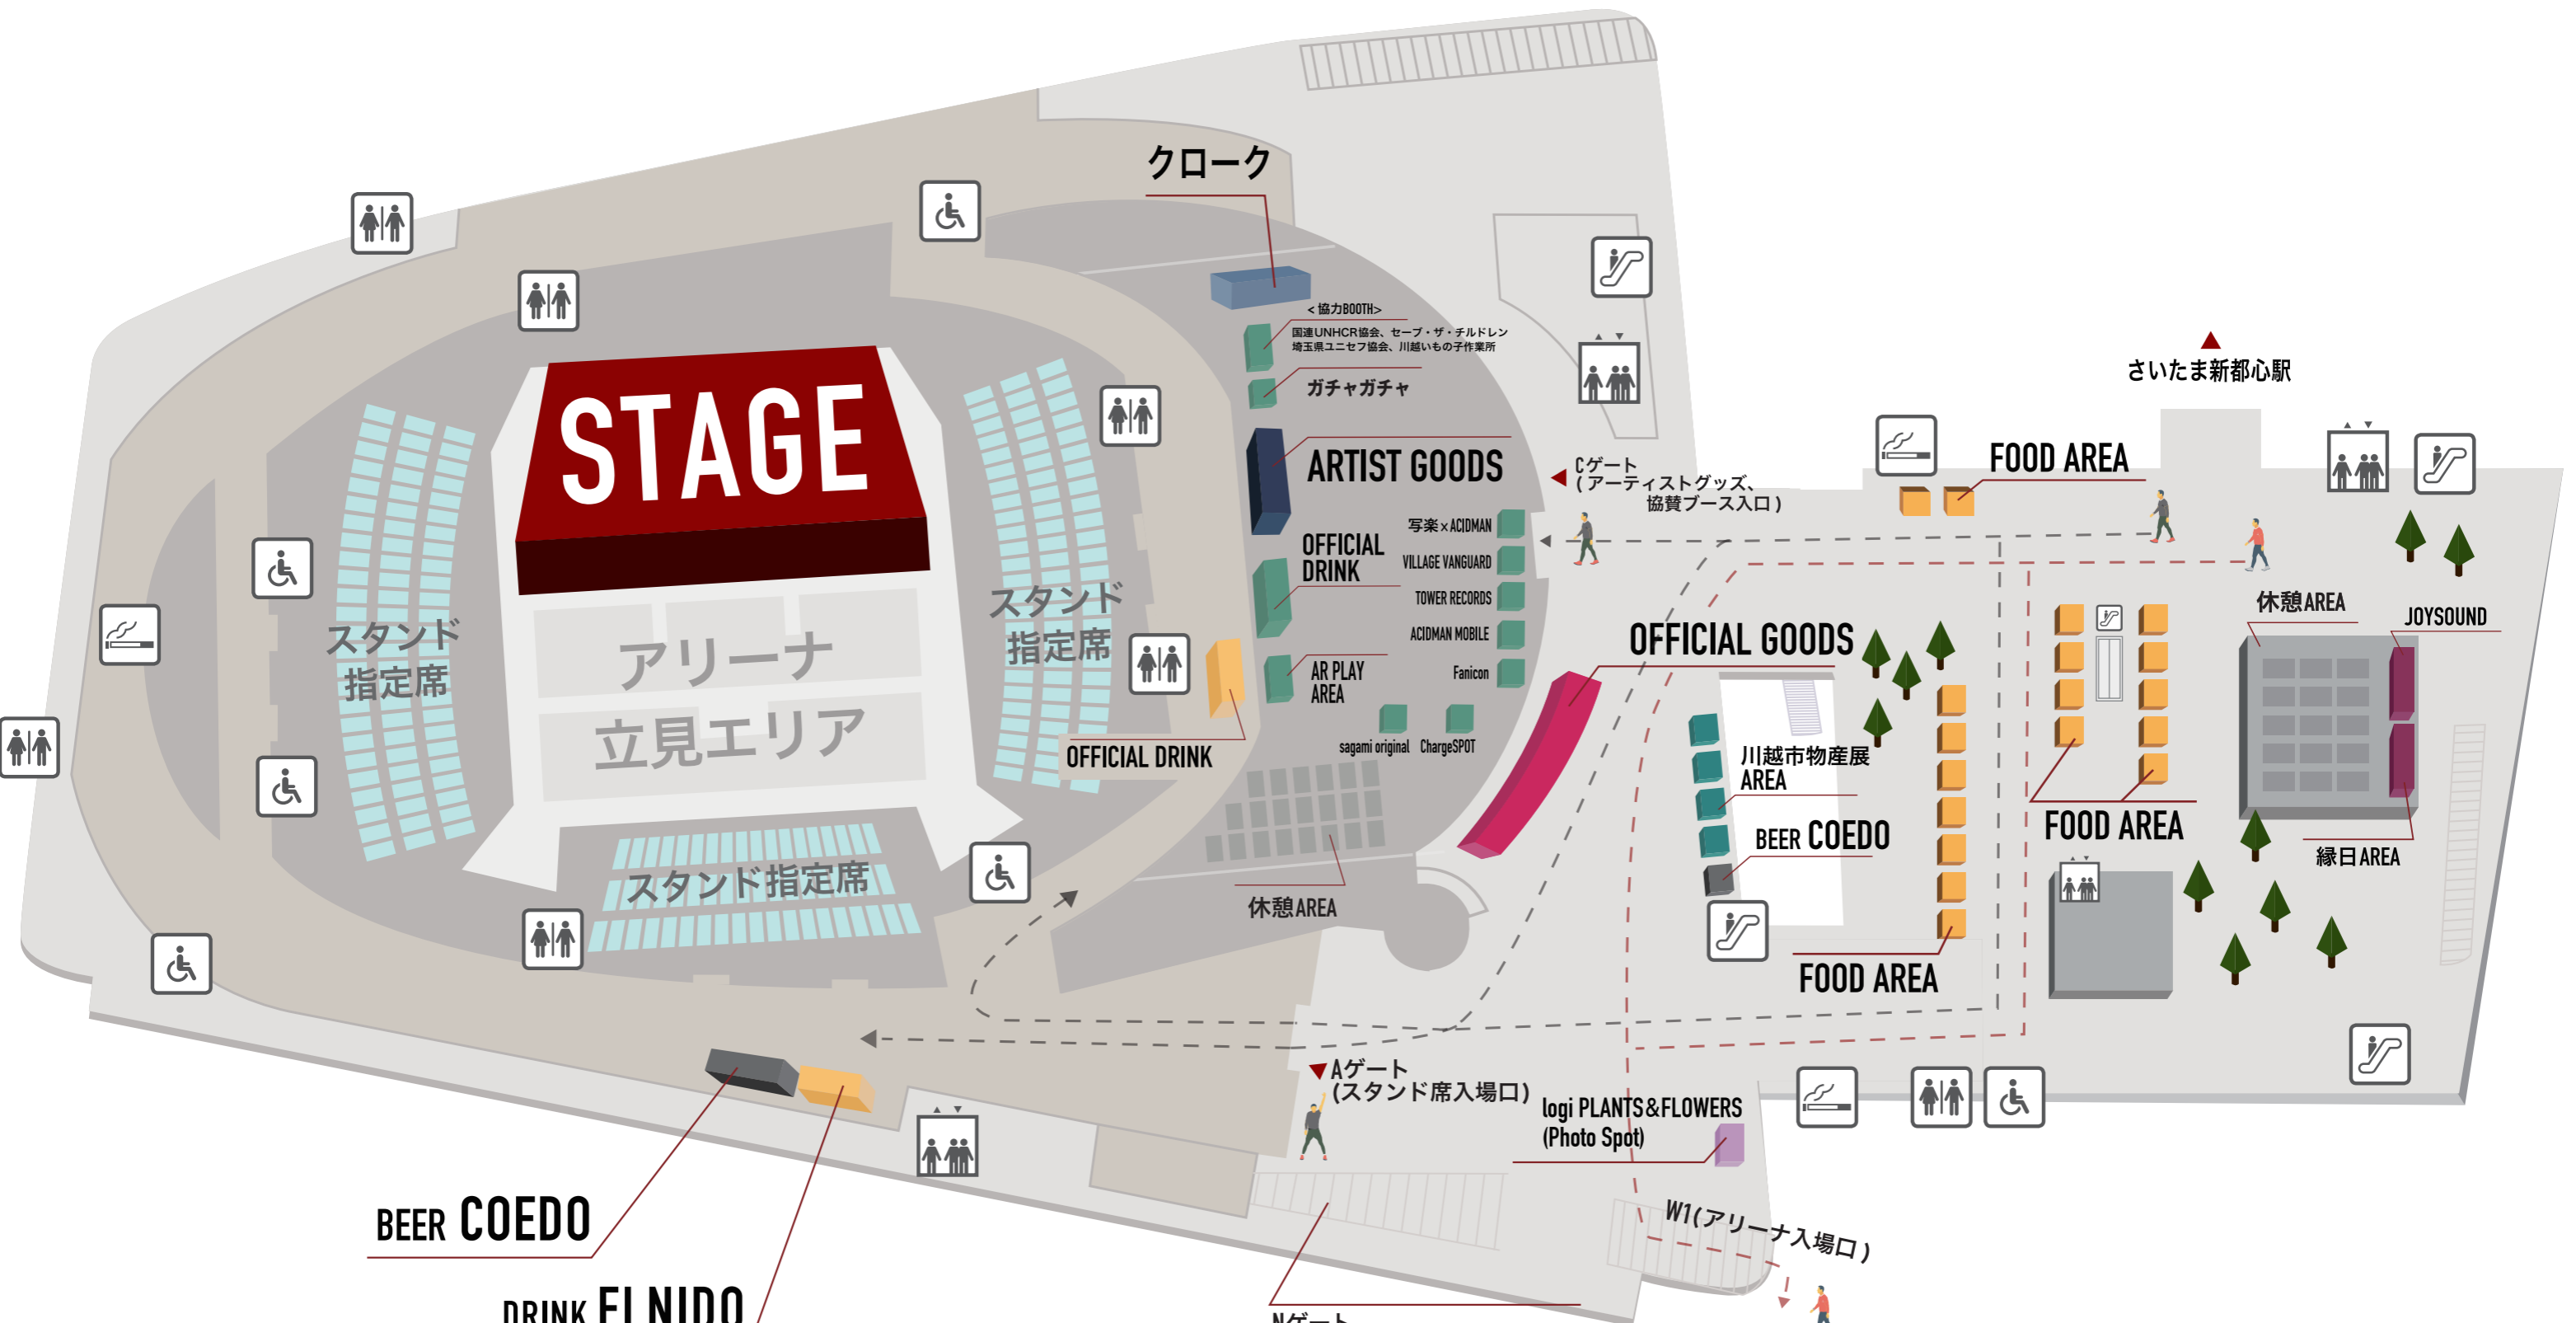 クローク
<協力BOOTH>
国連UNHCR協会、セーブ・ザ・チルドレン
埼玉県ユニセフ協会、川越いもの子作業所
ガチャガチャ
STAGE
ARTIST GOODS
Cゲート
(アーティストグッズ、
協賛ブース入口)
さいたま新都心駅
FOOD AREA
写楽×ACIDMAN
OFFICIAL
DRINK
VILLAGE VANGUARD
TOWER RECORDS
ACIDMAN MOBILE
Fanicon
AR PLAY
AREA
sagami original
ChargeSPOT
OFFICIAL DRINK
スタンド
指定席
スタンド
指定席
アリーナ
立見エリア
スタンド指定席
休憩AREA
OFFICIAL GOODS
川越市物産展
AREA
BEER COEDO
FOOD AREA
FOOD AREA
休憩AREA
JOYSOUND
縁日AREA
Aゲート
(スタンド席入場口)
logi PLANTS&FLOWERS
(Photo Spot)
W1(アリーナ入場口)
BEER COEDO
DRINK EL NIDO
Nゲート